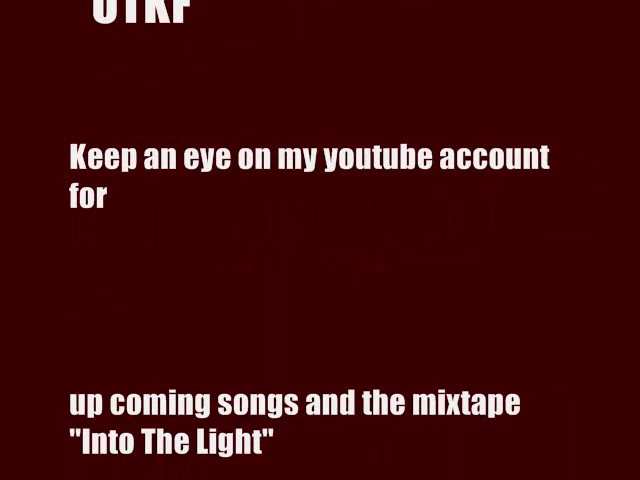 Keep an eye on my youtube account
for
up coming songs and the mixtape
"Into The Light"